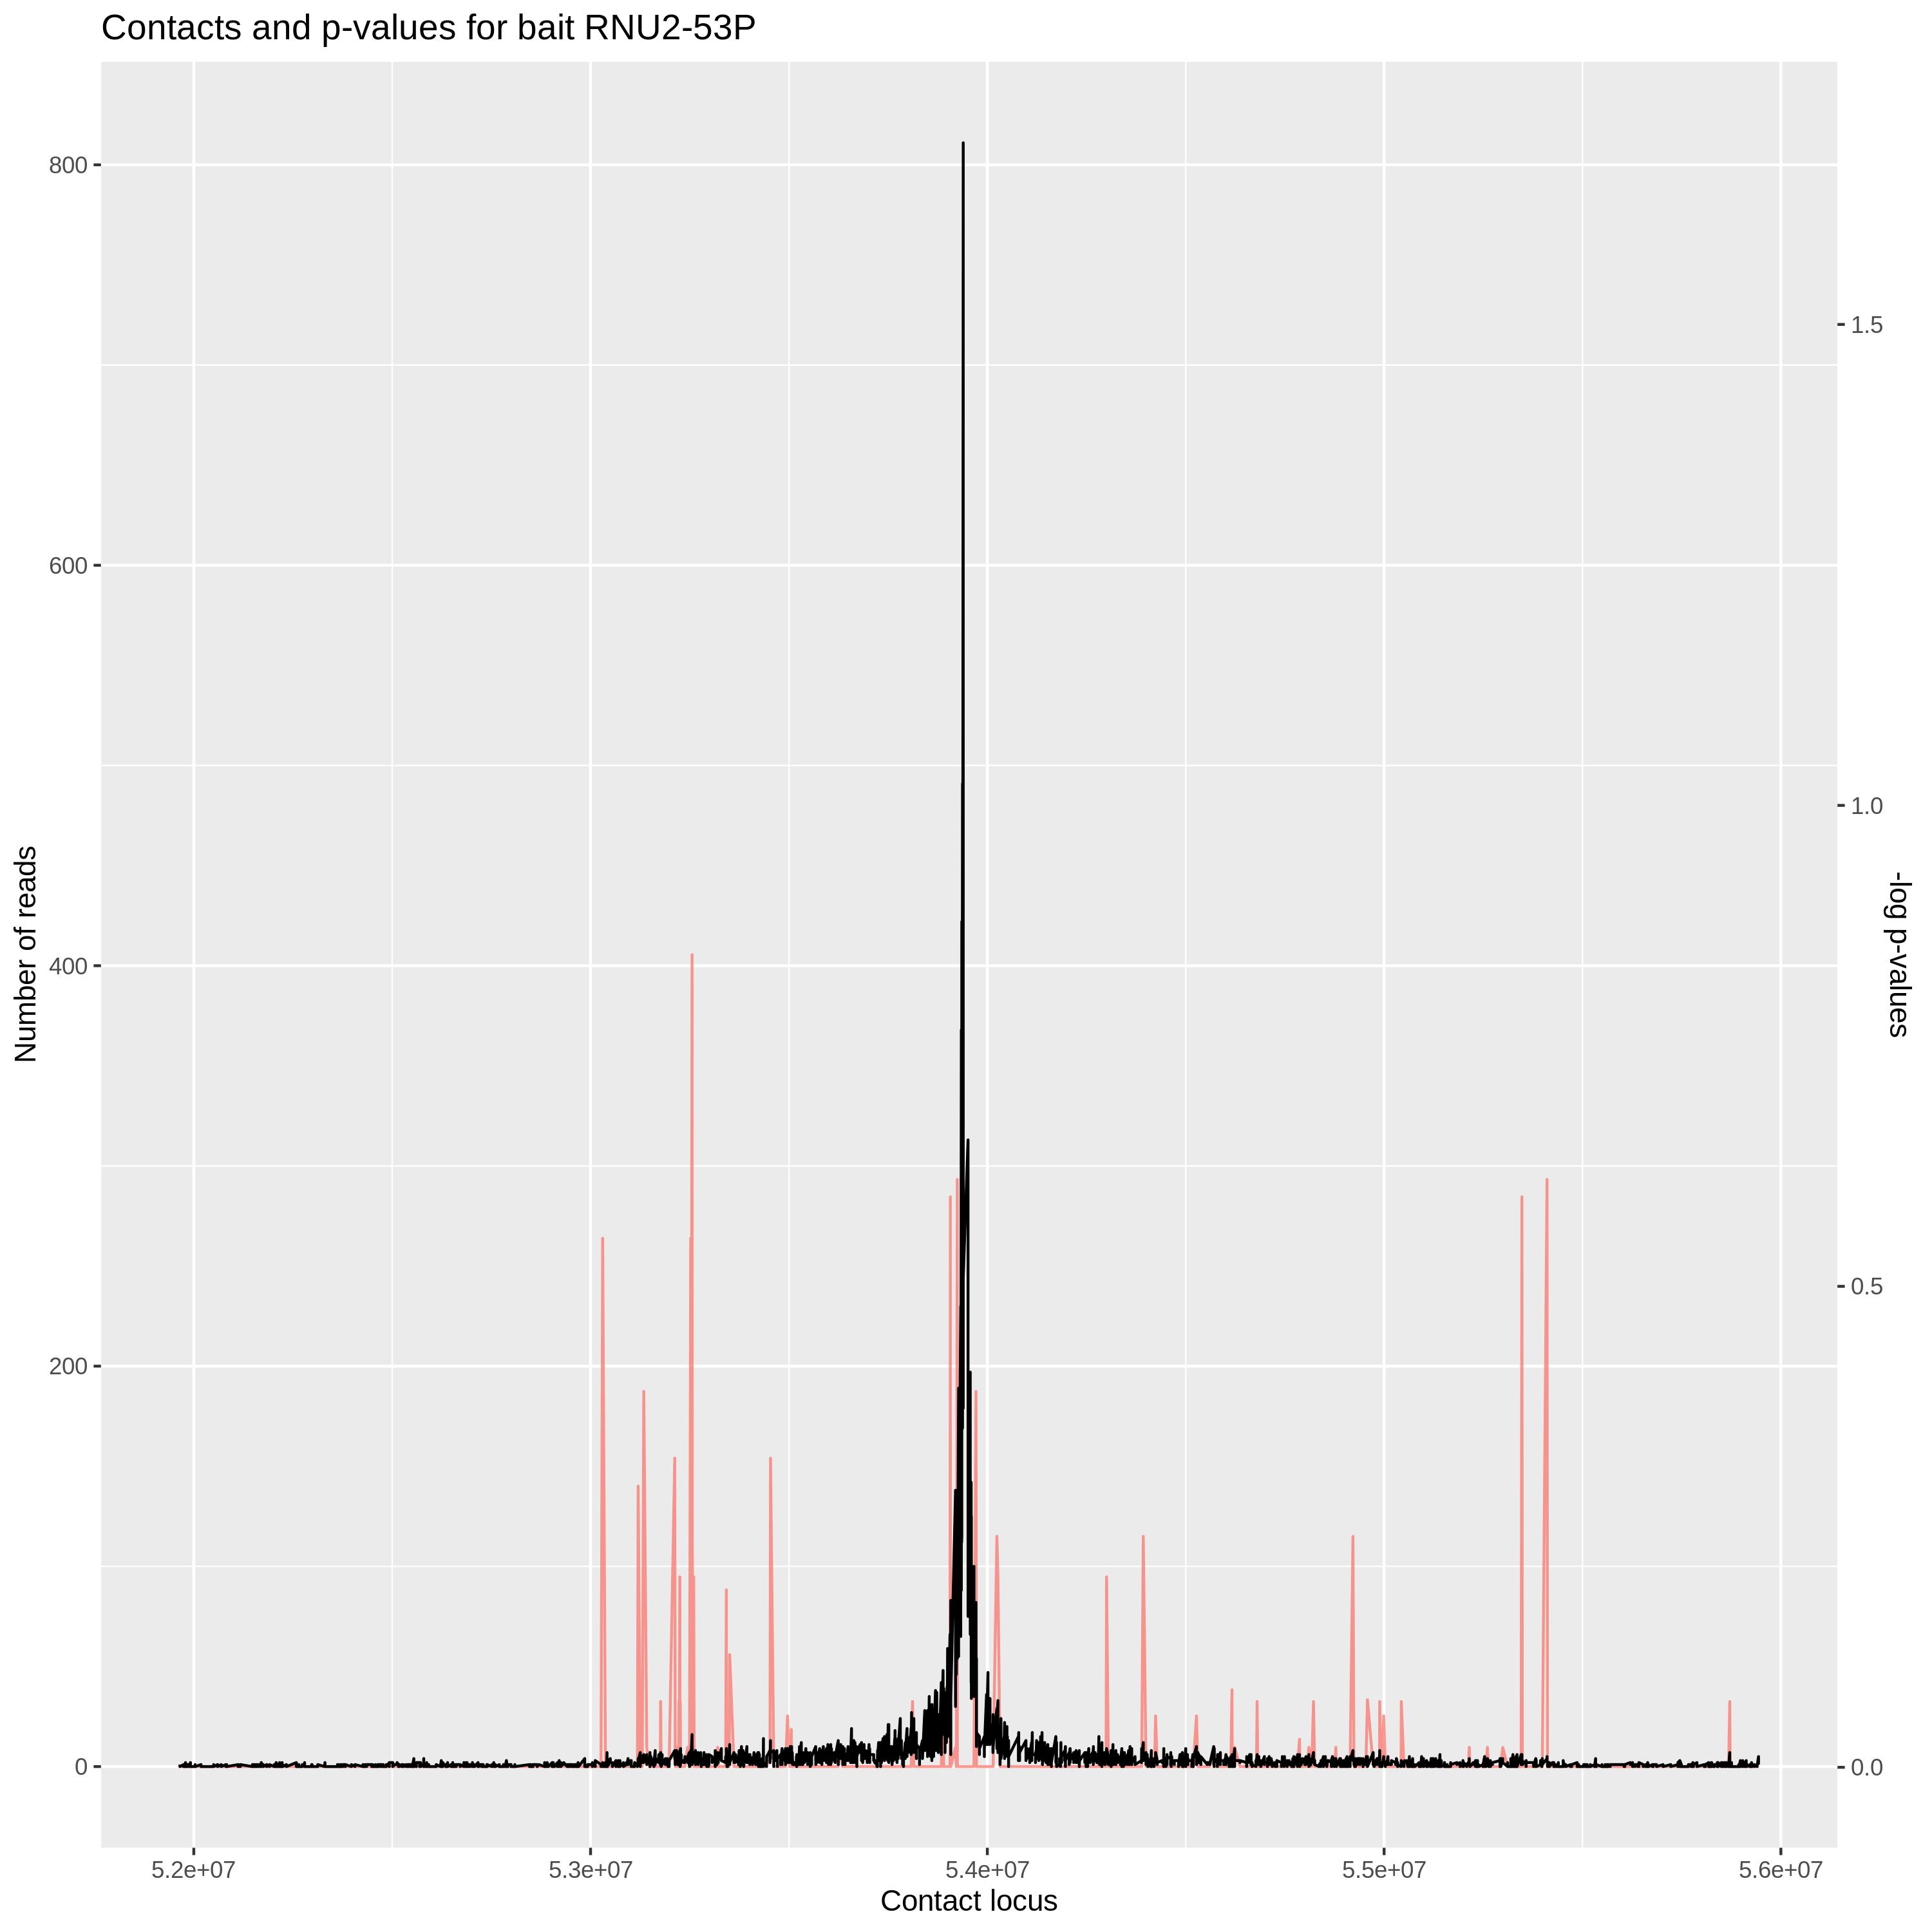 Contacts and p-values for bait RNU2-53P
800
600
400
200
0
Number of reads
1.5
1.0
0.5
0.0
-log p-values
5.2e+07
5.3e+07
5.4e+07
5.5e+07
5.6e+07
Contact locus